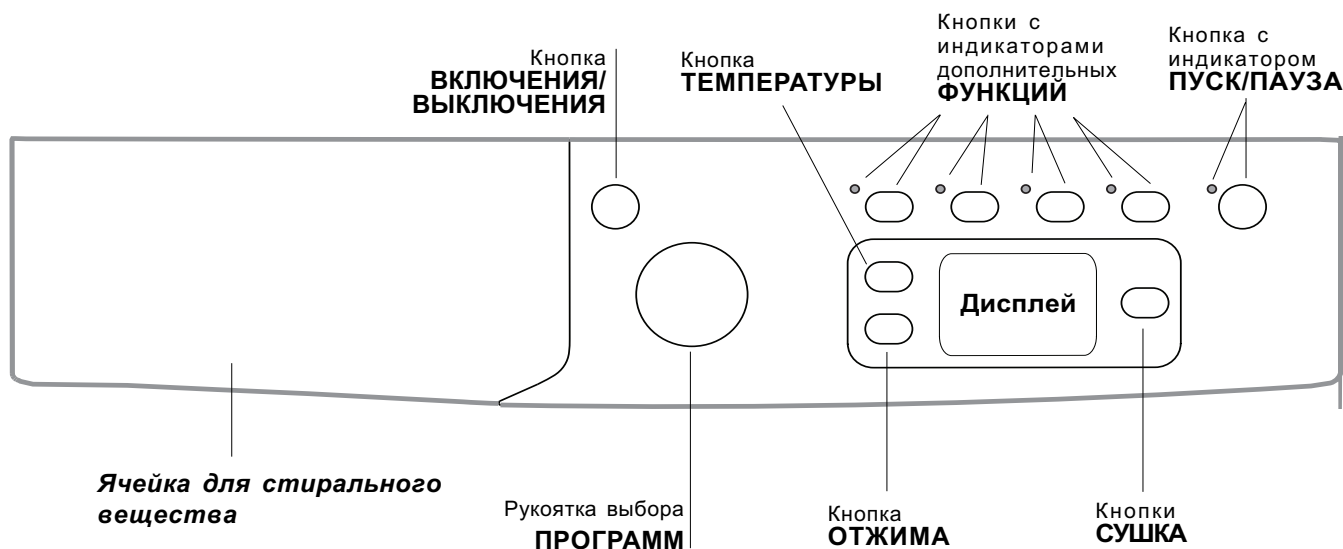 Кнопка
ВКЛЮЧЕНИЯ/
ВЫКЛЮЧЕНИЯ
Кнопка
ТЕМПЕРАТУРЫ
Кнопки с
индикаторами
дополнительных
ФУНКЦИЙ
Кнопка с
индикатором
ПУСК/ПАУЗА
Дисплей
Ячейка для стирального
вещества
Рукоятка выбора
ПРОГРАММ
Кнопка
ОТЖИМА
Кнопки
СУШКА